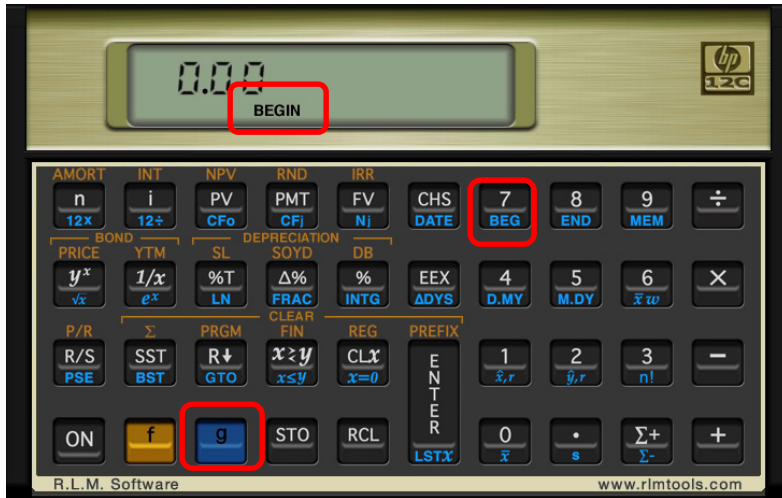 0.00
BEGIN
hp
12C
AMORT INT NPV RND IRR
n i PV PMT FV CHS 7 8 9 ÷
12x 12÷ CFo CFj Nj DATE BEG END MEM
BOND DEPRECIATION
PRICE YTM SL SOYD DB
yˣ 1/x %T Δ% % EEX 4 5 6 ×
√x eˣ LN FRAC INTG ΔDYS D.MY M.DY x̄w
CLEAR
P/R Σ PRGM FIN REG PREFIX
R/S SST R↓ x≷y CLx ENTER 1 2 3 −
PSE BST GTO x≤y x=0 x̂,r ŷ,r n!
ON f g STO RCL 0 · Σ+ +
LSTx x̄ s Σ-
R.L.M. Software www.rlmtools.com